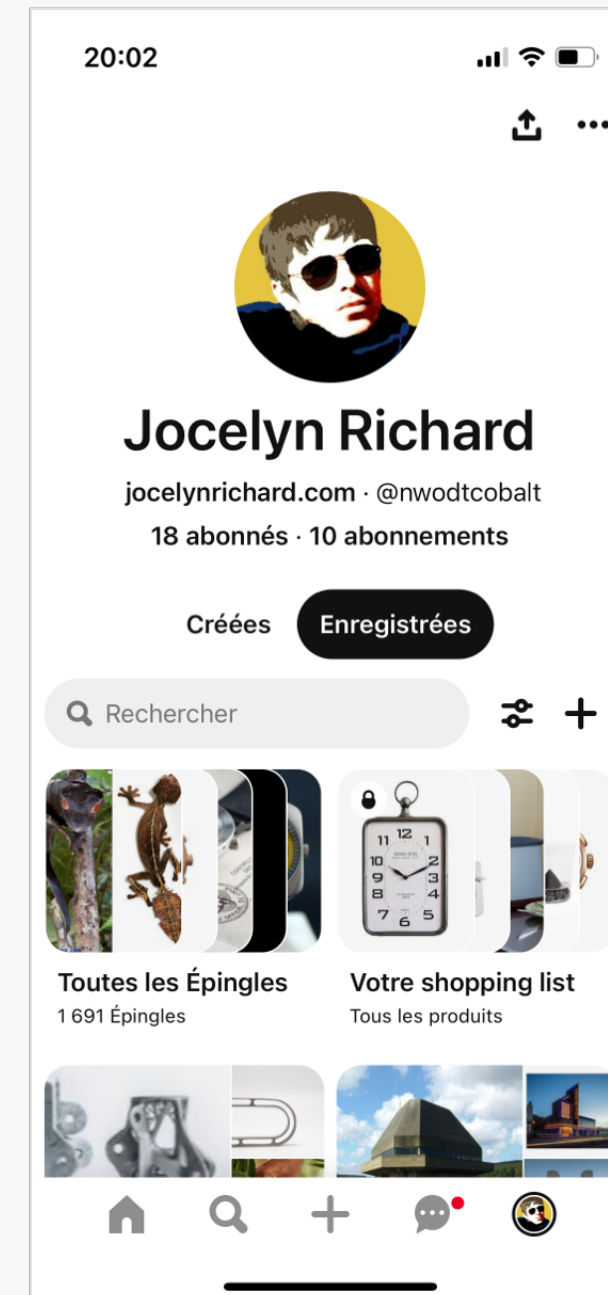 20:02
Jocelyn Richard
jocelynrichard.com · @nwodtcobalt
18 abonnés · 10 abonnements
Créées
Enregistrées
Rechercher
Toutes les Épingles
1 691 Épingles
Votre shopping list
Tous les produits